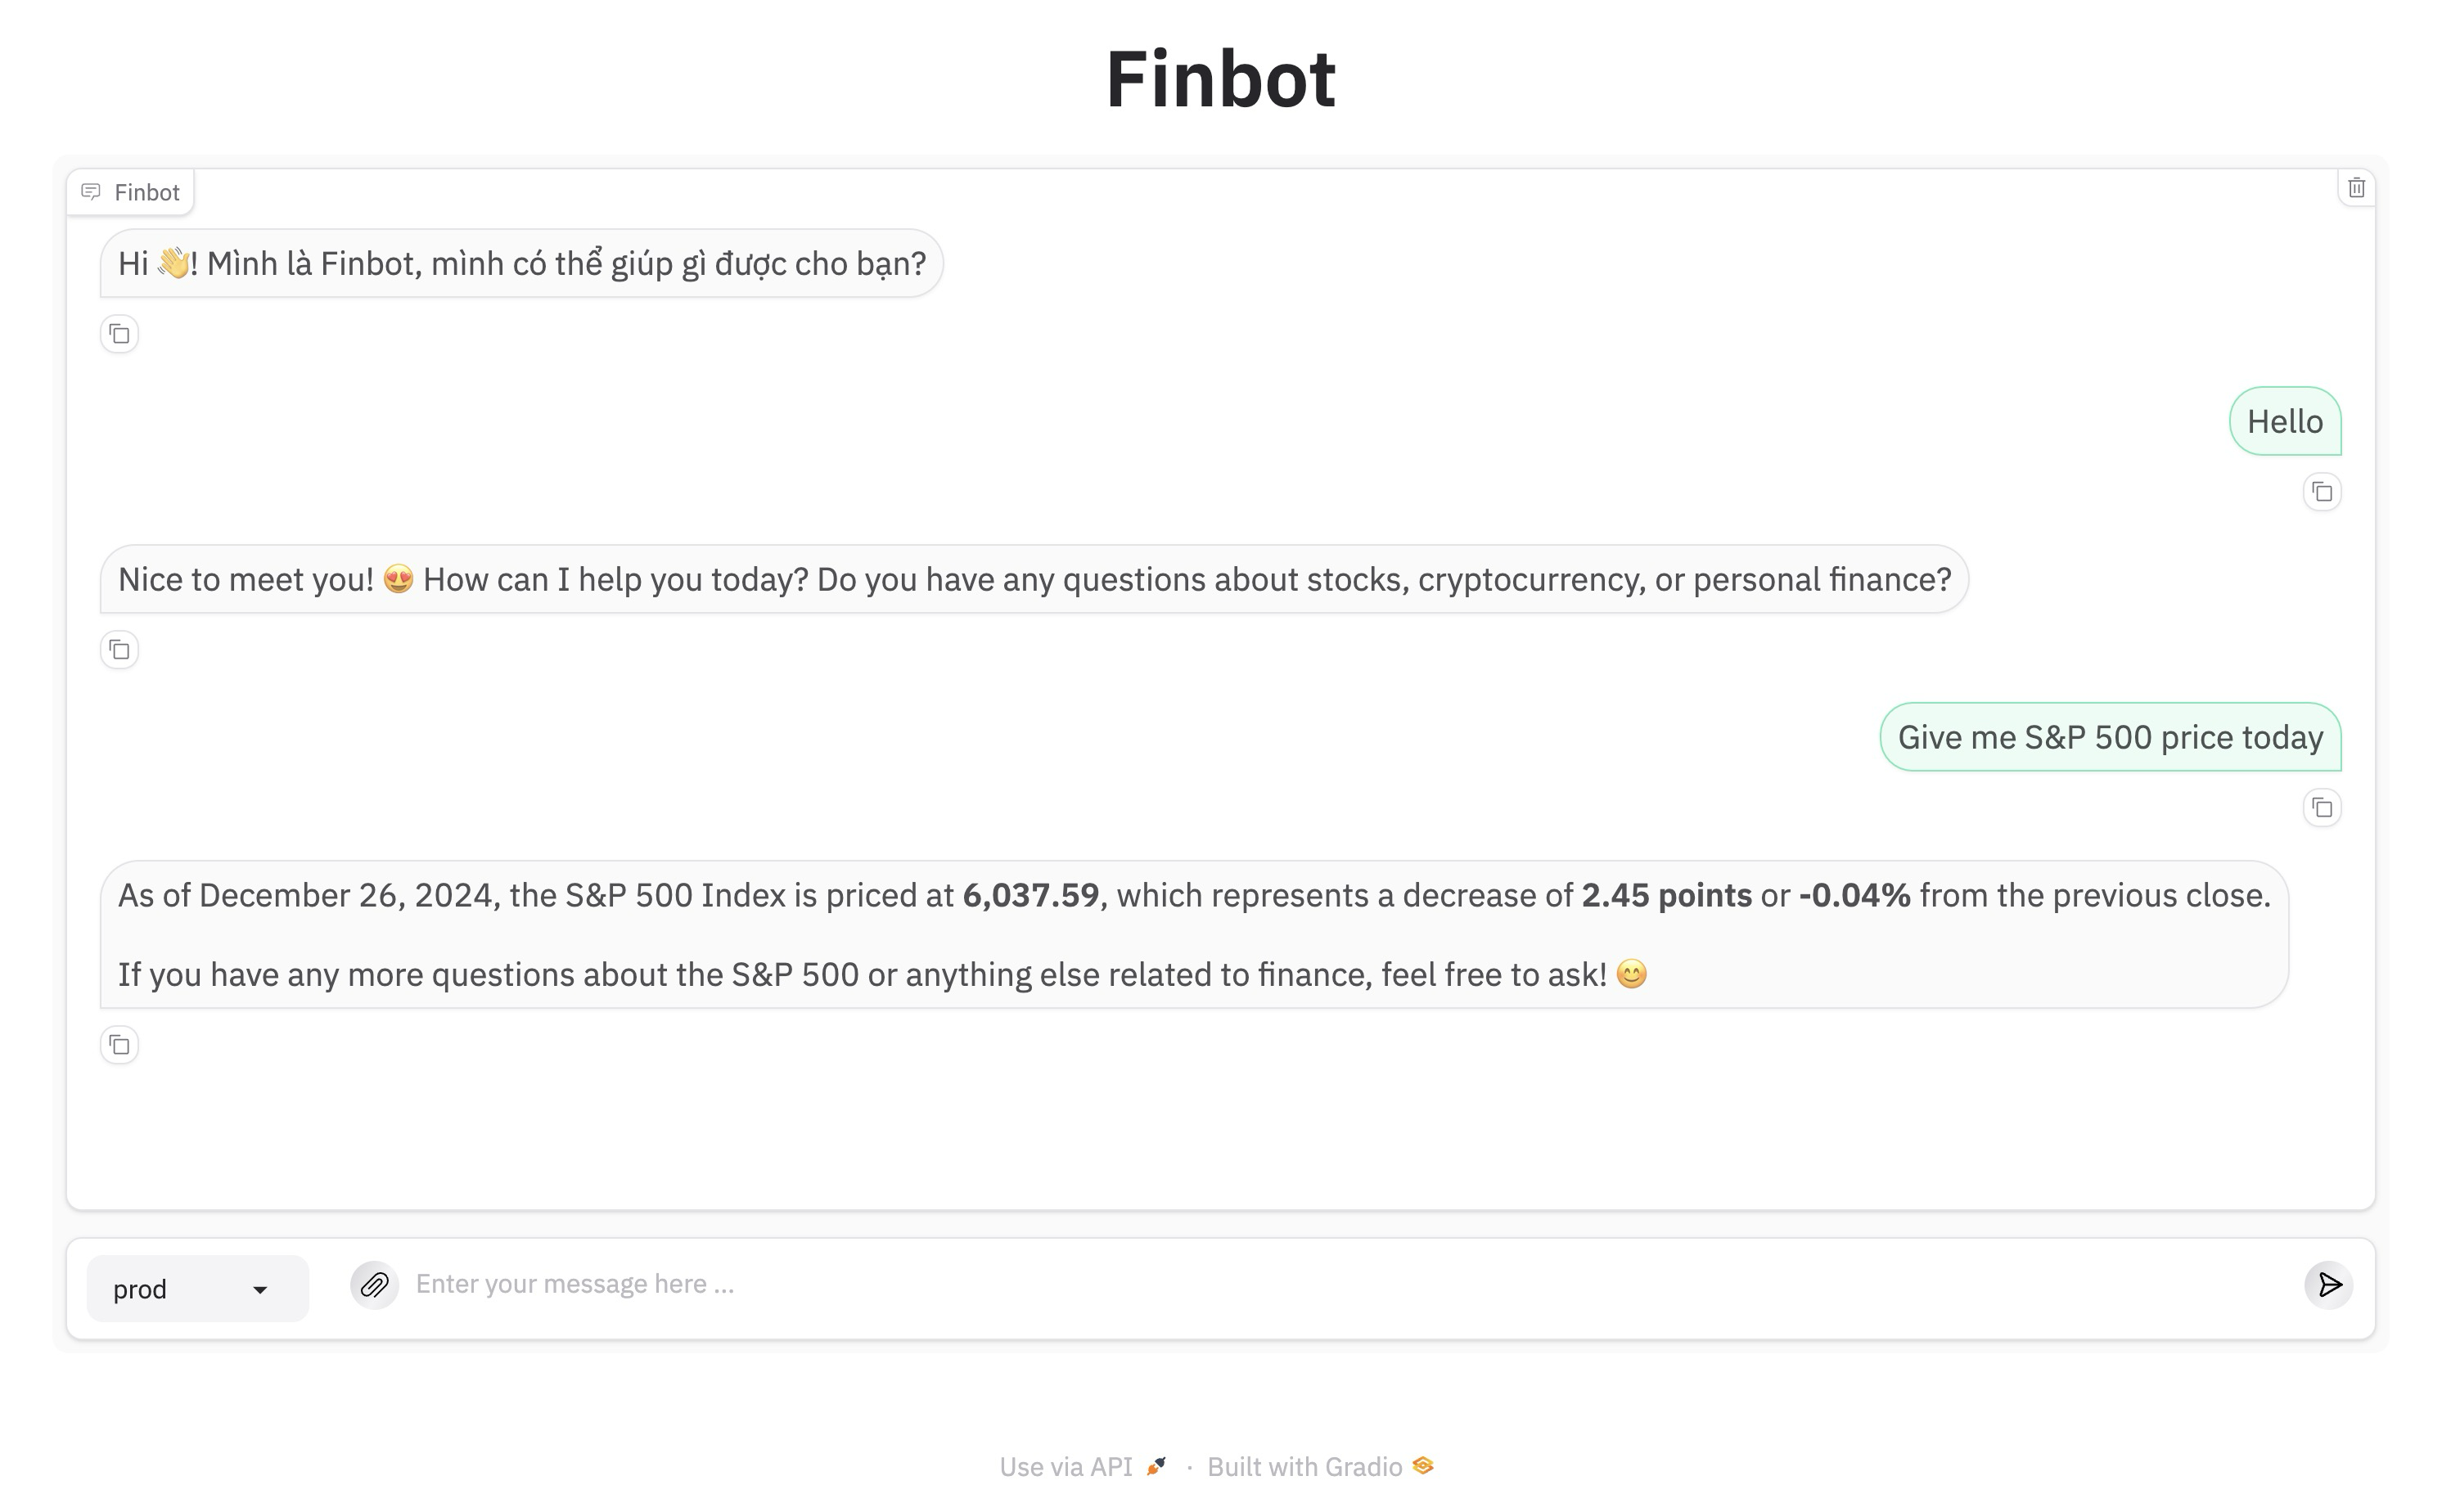 Finbot
Finbot
Hi 👋! Mình là Finbot, mình có thể giúp gì được cho bạn?
Hello
Nice to meet you! 😍 How can I help you today? Do you have any questions about stocks, cryptocurrency, or personal finance?
Give me S&P 500 price today
As of December 26, 2024, the S&P 500 Index is priced at 6,037.59, which represents a decrease of 2.45 points or -0.04% from the previous close.
If you have any more questions about the S&P 500 or anything else related to finance, feel free to ask! 😊
prod
Enter your message here ...
Use via API 🚀 · Built with Gradio